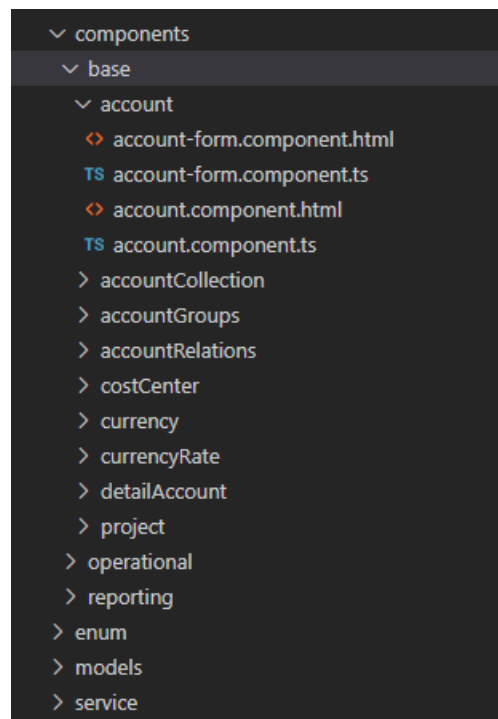 components
base
account
account-form.component.html
TS account-form.component.ts
account.component.html
TS account.component.ts
accountCollection
accountGroups
accountRelations
costCenter
currency
currencyRate
detailAccount
project
operational
reporting
enum
models
service